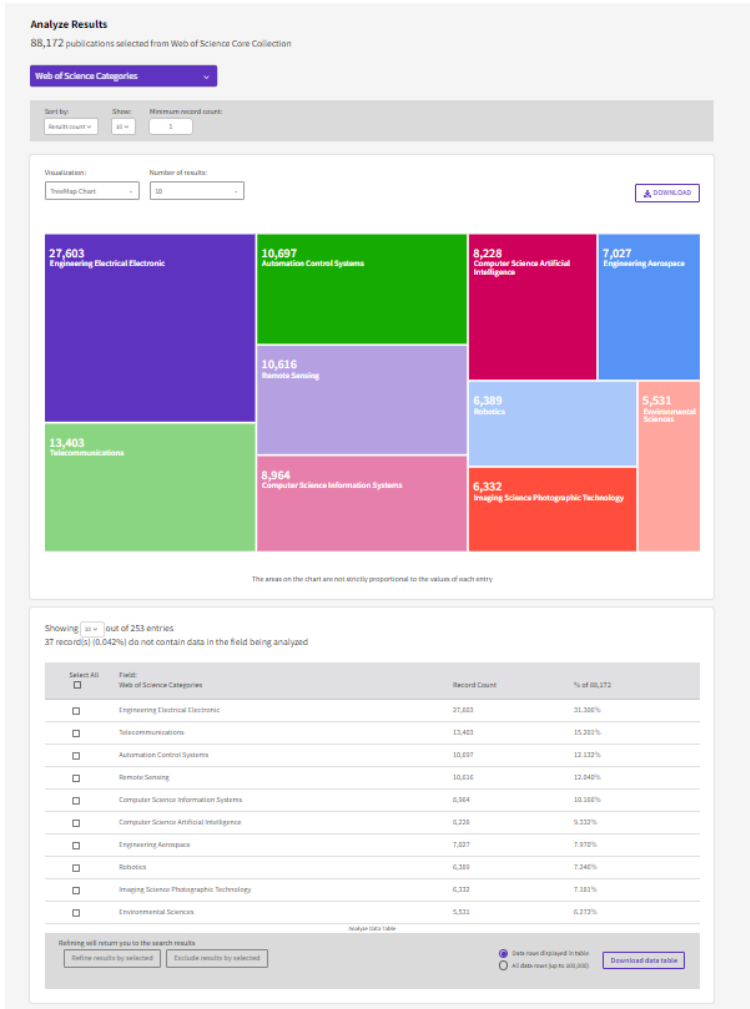 Analyze Results
88,172 publications selected from Web of Science Core Collection
Web of Science Categories
Sort by: Show: Minimum record count:
Results count 10 1
Visualization: Number of results:
TreeMap Chart 10
DOWNLOAD
27,603
Engineering Electrical Electronic
10,697
Automation Control Systems
8,228
Computer Science Artificial
Intelligence
7,027
Engineering Aerospace
10,616
Remote Sensing
6,389
Robotics
5,531
Environmental
Sciences
13,403
Telecommunications
8,964
Computer Science Information Systems
6,332
Imaging Science Photographic Technology
The areas on the chart are not strictly proportional to the values of each entry
Showing 10 out of 253 entries
37 record(s) (0.042%) do not contain data in the field being analyzed
Select All Field:
Web of Science Categories Record Count % of 88,172
Engineering Electrical Electronic 27,603 31.306%
Telecommunications 13,403 15.201%
Automation Control Systems 10,697 12.132%
Remote Sensing 10,616 12.040%
Computer Science Information Systems 8,964 10.166%
Computer Science Artificial Intelligence 8,228 9.332%
Engineering Aerospace 7,027 7.970%
Robotics 6,389 7.246%
Imaging Science Photographic Technology 6,332 7.181%
Environmental Sciences 5,531 6.273%
Analyze data table
Refining will return you to the search results
Refine results by selected Exclude results by selected
Data rows displayed in table
All data rows (up to 100,000)
Download data table